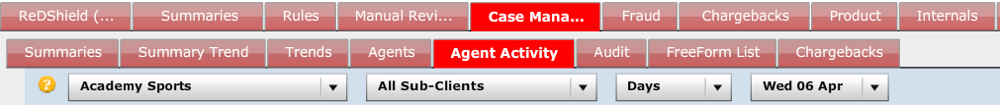 ReDShield (... Summaries Rules Manual Revi... Case Mana... Fraud Chargebacks Product Internals
Summaries Summary Trend Trends Agents Agent Activity Audit FreeForm List Chargebacks
? Academy Sports All Sub-Clients Days Wed 06 Apr